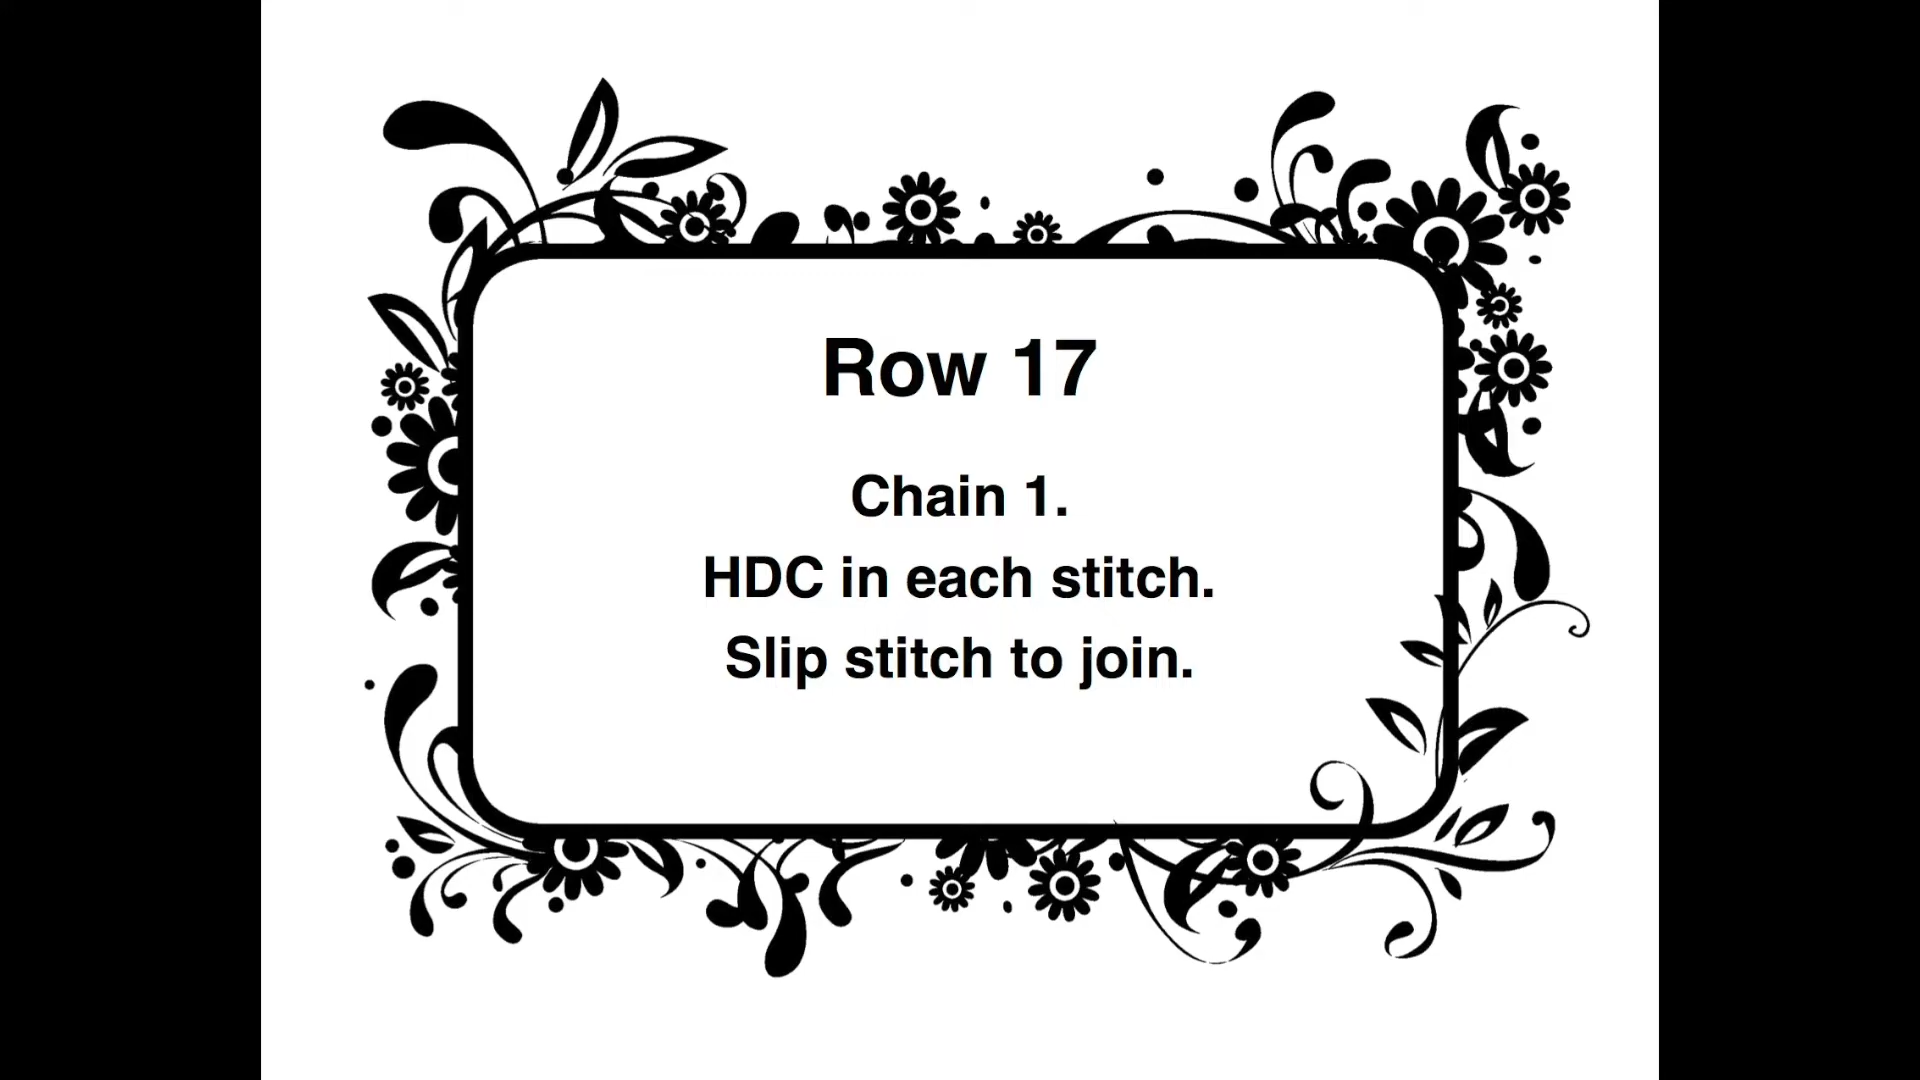 Row 17
Chain 1.
HDC in each stitch.
Slip stitch to join.